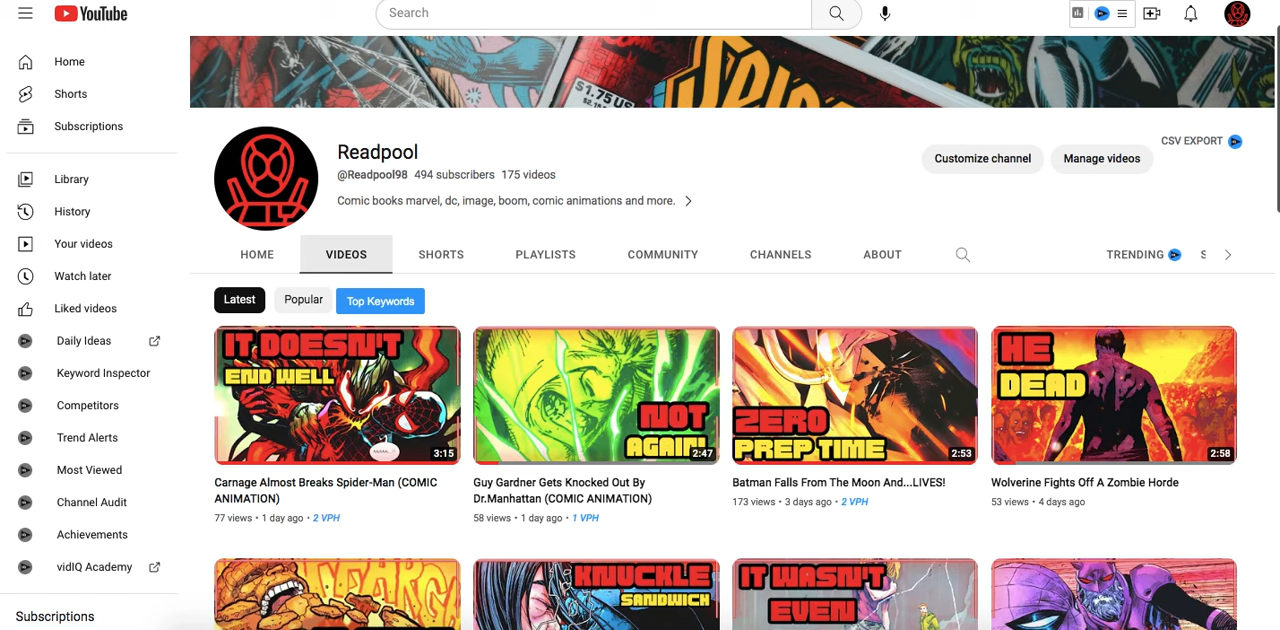 YouTube
Search
Home
Shorts
Subscriptions
Library
History
Your videos
Watch later
Liked videos
Daily Ideas
Keyword Inspector
Competitors
Trend Alerts
Most Viewed
Channel Audit
Achievements
vidIQ Academy
Subscriptions
$1.75 US
Readpool
@Readpool98 494 subscribers 175 videos
Comic books marvel, dc, image, boom, comic animations and more.
Customize channel
Manage videos
CSV EXPORT
HOME VIDEOS SHORTS PLAYLISTS COMMUNITY CHANNELS ABOUT TRENDING S
Latest Popular Top Keywords
IT DOESN'T
END WELL
3:15
NOT
AGAIN!
2:47
ZERO
PREP TIME
2:53
HE
DEAD
2:58
Carnage Almost Breaks Spider-Man (COMIC
ANIMATION)
77 views • 1 day ago • 2 VPH
Guy Gardner Gets Knocked Out By
Dr.Manhattan (COMIC ANIMATION)
58 views • 1 day ago • 1 VPH
Batman Falls From The Moon And...LIVES!
173 views • 3 days ago • 2 VPH
Wolverine Fights Off A Zombie Horde
53 views • 4 days ago
KNUCKLE
SANDWICH
IT WASN'T
EVEN